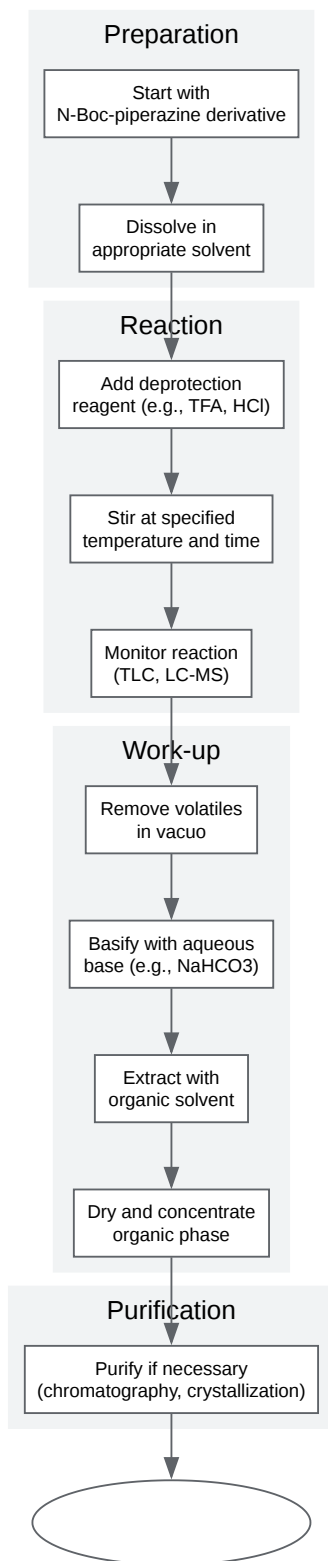 Preparation
Start with
N-Boc-piperazine derivative
Dissolve in
appropriate solvent
Reaction
Add deprotection
reagent (e.g., TFA, HCl)
Stir at specified
temperature and time
Monitor reaction
(TLC, LC-MS)
Work-up
Remove volatiles
in vacuo
Basify with aqueous
base (e.g., NaHCO3)
Extract with
organic solvent
Dry and concentrate
organic phase
Purification
Purify if necessary
(chromatography, crystallization)